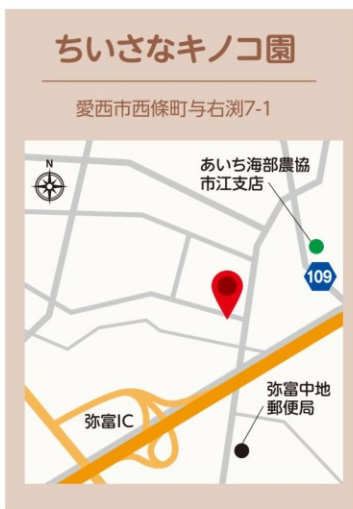 ちいさなキノコ園
愛西市西條町与右渕7-1
N
あいち海部農協
市江支店
109
弥富IC
弥富中地
郵便局